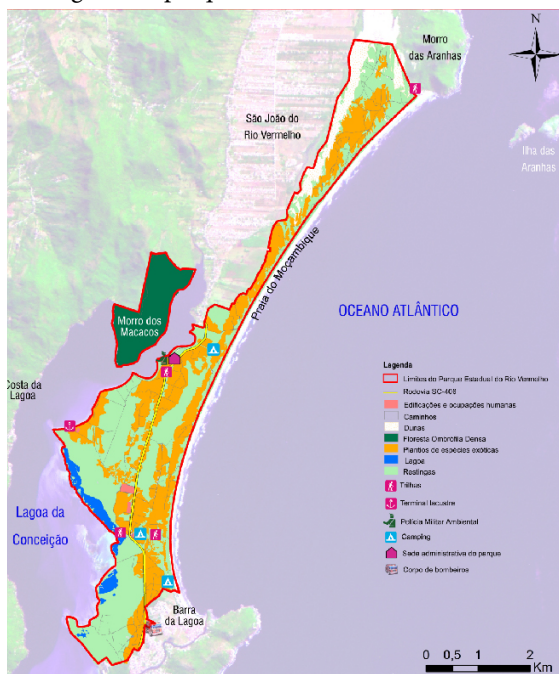 N
Morro
das Aranhas
São João do
Rio Vermelho
Ilha das
Aranhas
Praia do Moçambique
OCEANO ATLÂNTICO
Morro dos
Macacos
Costa da
Lagoa
Lagoa da
Conceição
Barra
da Lagoa
Legenda
Limites do Parque Estadual do Rio Vermelho
Rodovia SC-406
Edificações e ocupações humanas
Caminhos
Dunas
Floresta Ombrófila Densa
Plantios de espécies exóticas
Lagoa
Restingas
Trilhas
Terminal lacustre
Polícia Militar Ambiental
Camping
Sede administrativa do parque
Corpo de bombeiros
0 0,5 1 2
Km